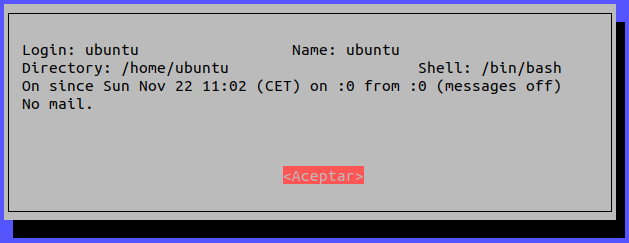 Login: ubuntu                 Name: ubuntu
Directory: /home/ubuntu                     Shell: /bin/bash
On since Sun Nov 22 11:02 (CET) on :0 from :0 (messages off)
No mail.
<Aceptar>